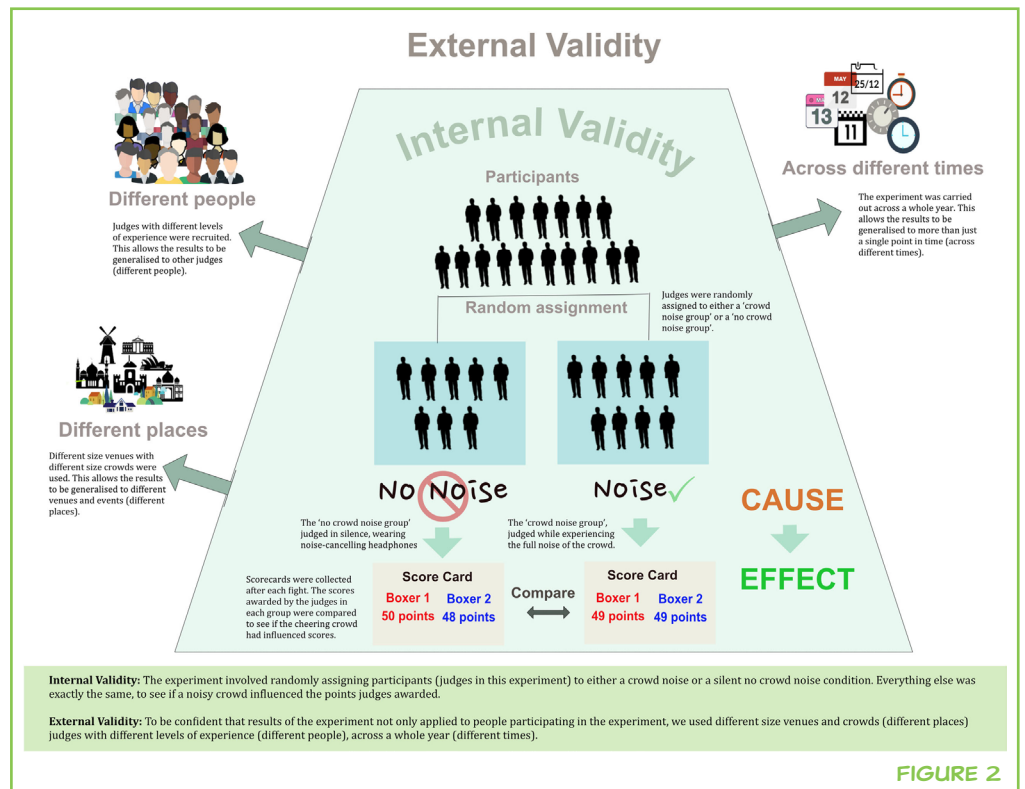 External Validity
Internal Validity
Participants
Different people
Judges with different levels
of experience were recruited.
This allows the results to be
generalised to other judges
(different people).
MAY
25/12
12
13
11
Across different times
The experiment was carried
out across a whole year. This
allows the results to be
generalised to more than just
a single point in time (across
different times).
Random assignment
Judges were randomly
assigned to either a ‘crowd
noise group’ or a ‘no crowd
noise group’.
Different places
Different size venues with
different size crowds were
used. This allows the results
to be generalised to different
venues and events (different
places).
NO NOISE
NOISE
The ‘no crowd noise group’
judged in silence, wearing
noise-cancelling headphones
The ‘crowd noise group’,
judged while experiencing
the full noise of the crowd.
CAUSE
EFFECT
Scorecards were collected
after each fight. The scores
awarded by the judges in
each group were compared
to see if the cheering crowd
had influenced scores.
Score Card
Boxer 1 Boxer 2
50 points 48 points
Compare
Score Card
Boxer 1 Boxer 2
49 points 49 points
Internal Validity: The experiment involved randomly assigning participants (judges in this experiment) to either a crowd noise or a silent no crowd noise condition. Everything else was
exactly the same, to see if a noisy crowd influenced the points judges awarded.
External Validity: To be confident that results of the experiment not only applied to people participating in the experiment, we used different size venues and crowds (different places)
judges with different levels of experience (different people), across a whole year (different times).
FIGURE 2